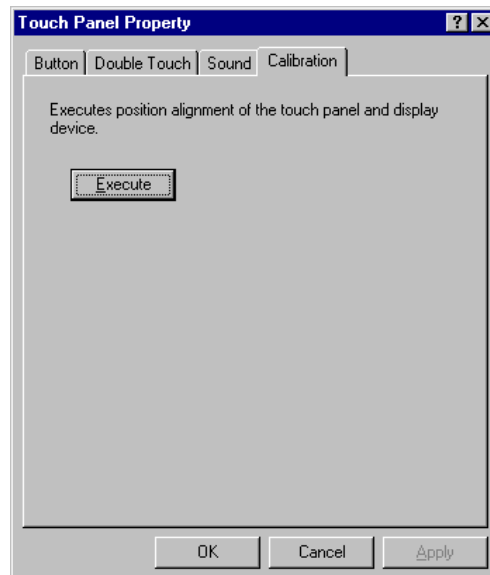 Touch Panel Property ? ×
Button Double Touch Sound Calibration
Executes position alignment of the touch panel and display
device.
Execute
OK Cancel Apply